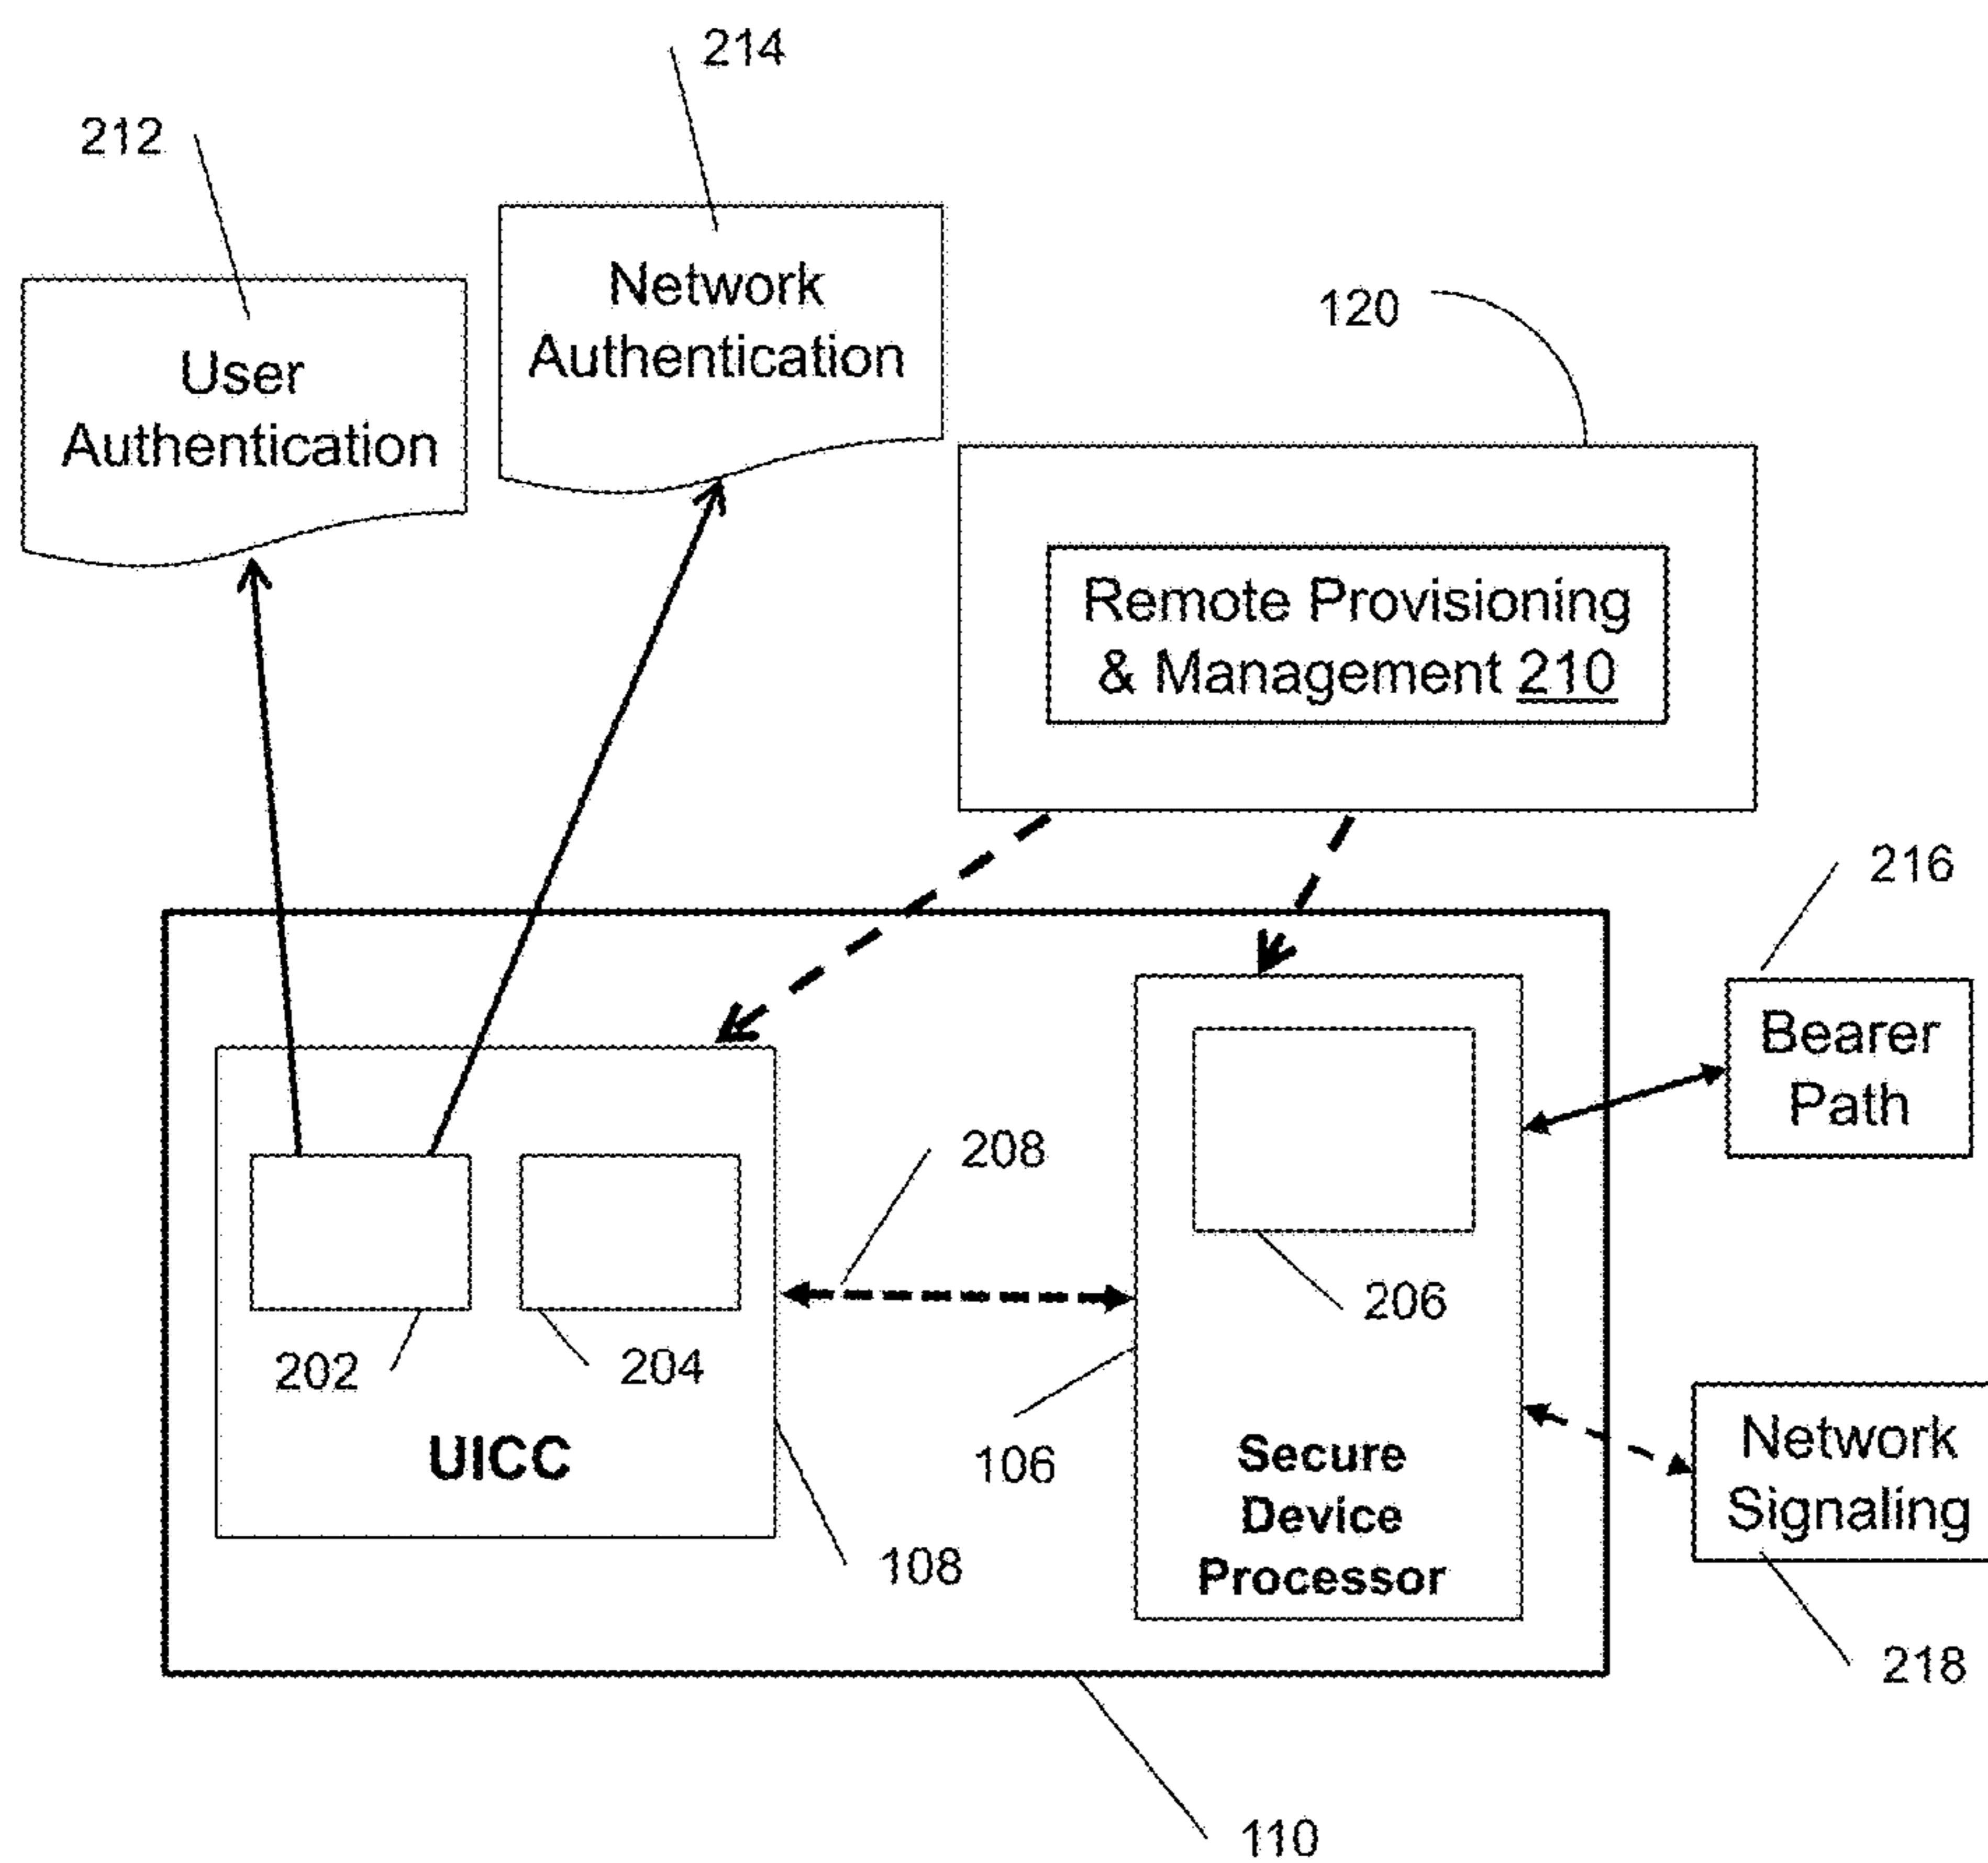 214
212
Network
Authentication
120
User
Authentication
Remote Provisioning
& Management 210
216
Bearer
Path
208
206
202
204
UICC
106
Secure
Device
Processor
Network
Signaling
108
218
110